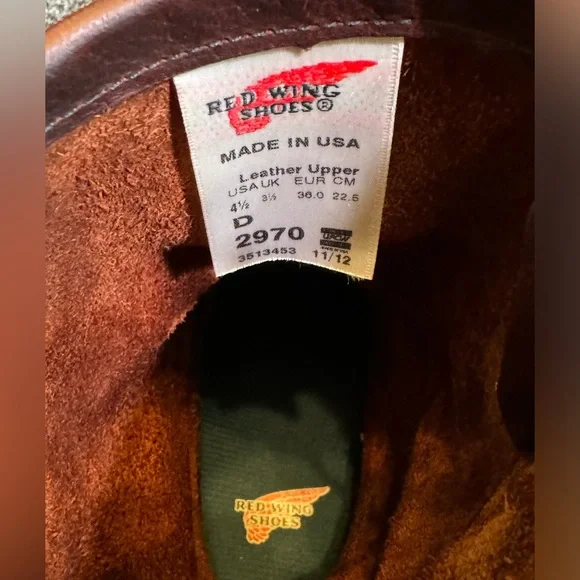 RED WING
SHOES®
MADE IN USA
Leather Upper
USA UK EUR CM
4½ 3½ 36.0 22.5
D
2970
3513453 11/12
RED WING
SHOES